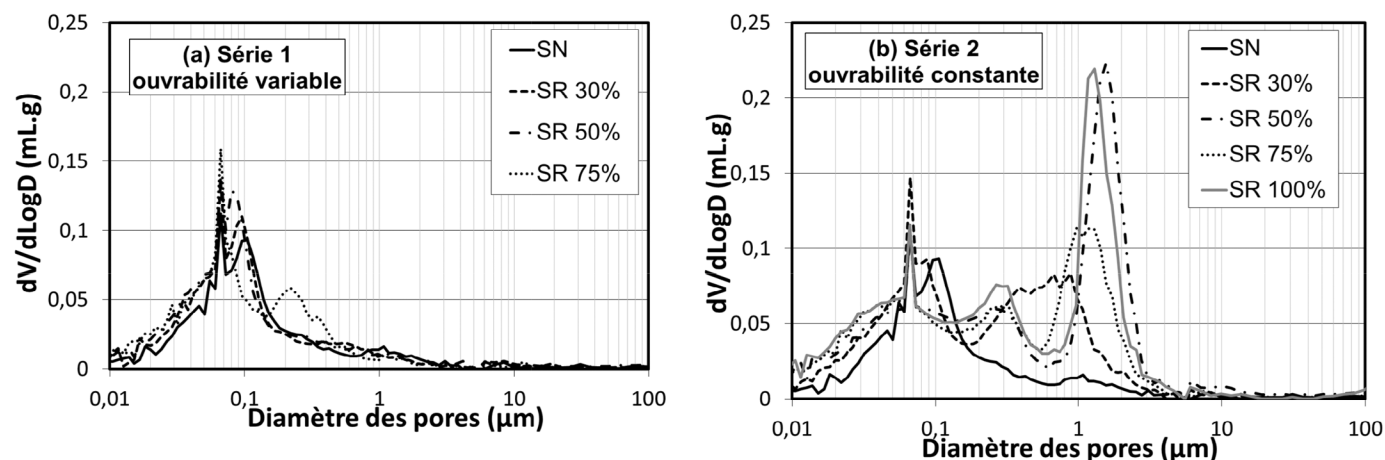 0,25
0,2
0,15
0,1
0,05
0
dV/dLogD (mL.g)
(a) Série 1
ouvrabilité variable
SN
SR 30%
SR 50%
SR 75%
0,01
0,1
1
10
100
Diamètre des pores (µm)
0,25
0,2
0,15
0,1
0,05
0
dV/dLogD (mL.g)
(b) Série 2
ouvrabilité constante
SN
SR 30%
SR 50%
SR 75%
SR 100%
0,01
0,1
1
10
100
Diamètre des pores (µm)